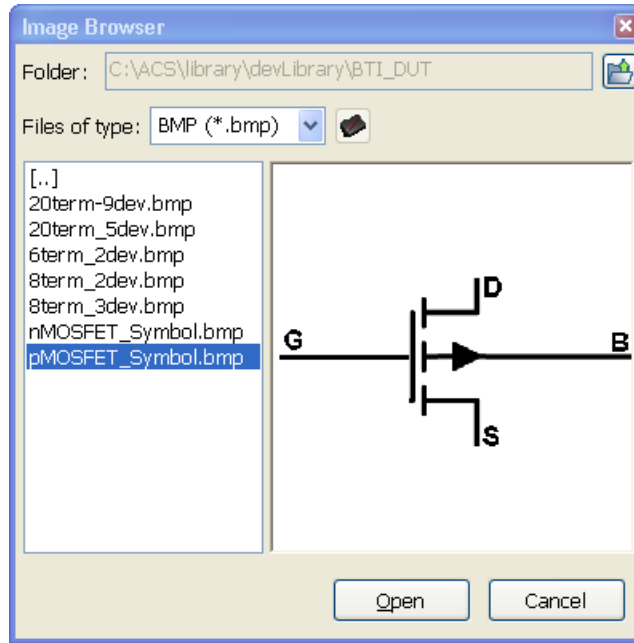 Image Browser
Folder: C:\ACS\library\devLibrary\BTI_DUT
Files of type: BMP (*.bmp)
[..]
20term-9dev.bmp
20term_5dev.bmp
6term_2dev.bmp
8term_2dev.bmp
8term_3dev.bmp
nMOSFET_Symbol.bmp
pMOSFET_Symbol.bmp
D
G
B
S
Open
Cancel